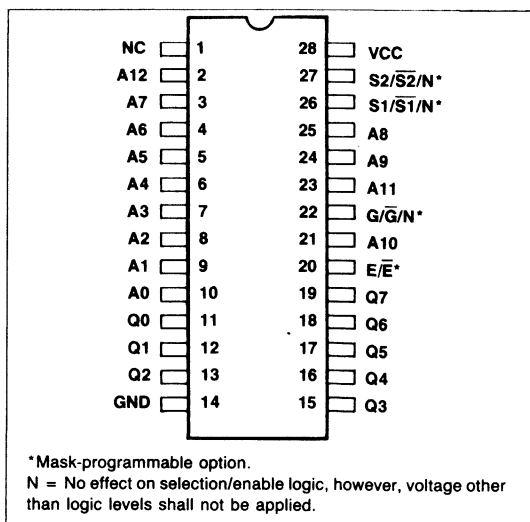 NC 1 28 VCC
A12 2 27 S2/S̅2̅/N*
A7 3 26 S1/S̅1̅/N*
A6 4 25 A8
A5 5 24 A9
A4 6 23 A11
A3 7 22 G/G̅/N*
A2 8 21 A10
A1 9 20 E/E̅*
A0 10 19 Q7
Q0 11 18 Q6
Q1 12 17 Q5
Q2 13 16 Q4
GND 14 15 Q3
*Mask-programmable option.
N = No effect on selection/enable logic, however, voltage other
than logic levels shall not be applied.